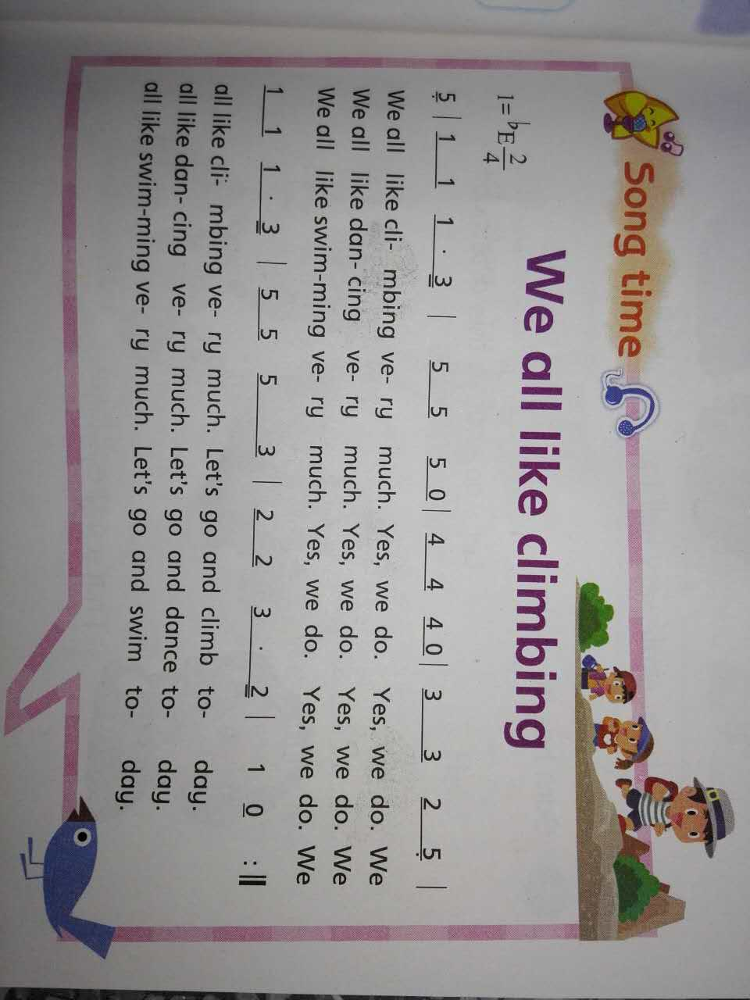 Song time
We all like climbing
1=♭E 2/4
5̣ | 1 1 1 · 3 | 5 5 5 0 | 4 4 4 0 | 3 3 2 5̣ |
We all like cli- mbing ve- ry much. Yes, we do. Yes, we do. We
We all like dan- cing ve- ry much. Yes, we do. Yes, we do. We
We all like swim-ming ve- ry much. Yes, we do. Yes, we do. We
1 1 1 · 3 | 5 5 5 3 | 2 2 3 · 2 | 1 0 :‖
all like cli- mbing ve- ry much. Let's go and climb to- day.
all like dan- cing ve- ry much. Let's go and dance to- day.
all like swim-ming ve- ry much. Let's go and swim to- day.